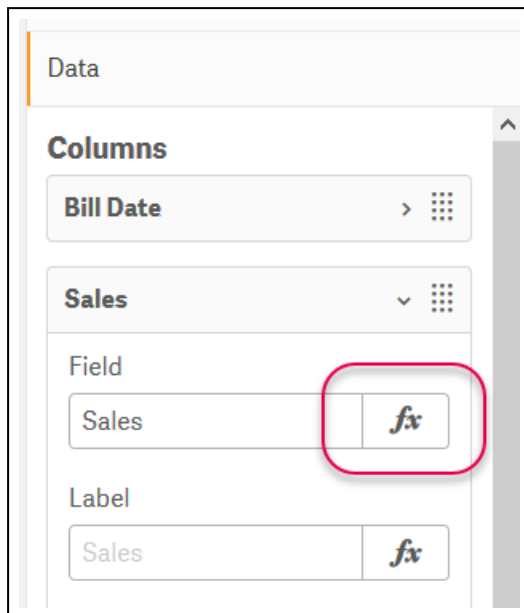 Data
Columns
Bill Date
Sales
Field
Sales fx
Label
Sales fx